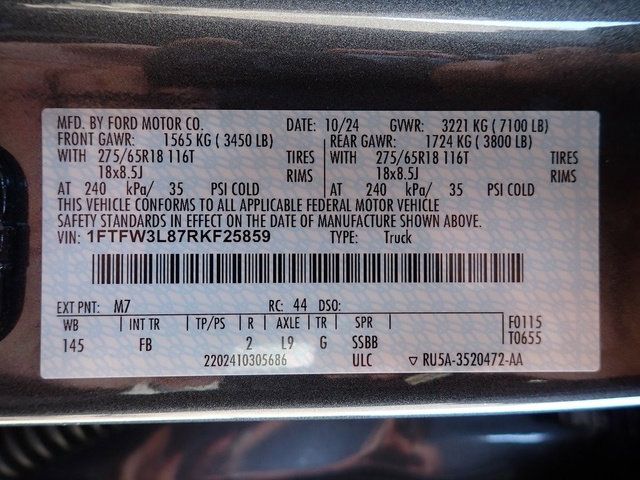 MFD. BY FORD MOTOR CO. DATE: 10/24 GVWR: 3221 KG ( 7100 LB)
FRONT GAWR: 1565 KG ( 3450 LB) REAR GAWR: 1724 KG ( 3800 LB)
WITH 275/65R18 116T TIRES WITH 275/65R18 116T TIRES
18x8.5J RIMS 18x8.5J RIMS
AT 240 kPa/ 35 PSI COLD AT 240 kPa/ 35 PSI COLD
THIS VEHICLE CONFORMS TO ALL APPLICABLE FEDERAL MOTOR VEHICLE
SAFETY STANDARDS IN EFFECT ON THE DATE OF MANUFACTURE SHOWN ABOVE.
VIN: 1FTFW3L87RKF25859 TYPE: Truck
EXT PNT: M7 RC: 44 DSO:
WB INT TR TP/PS R AXLE TR SPR F0115
145 FB 2 L9 G SSBB T0655
2202410305686 ULC ▽ RU5A-3520472-AA